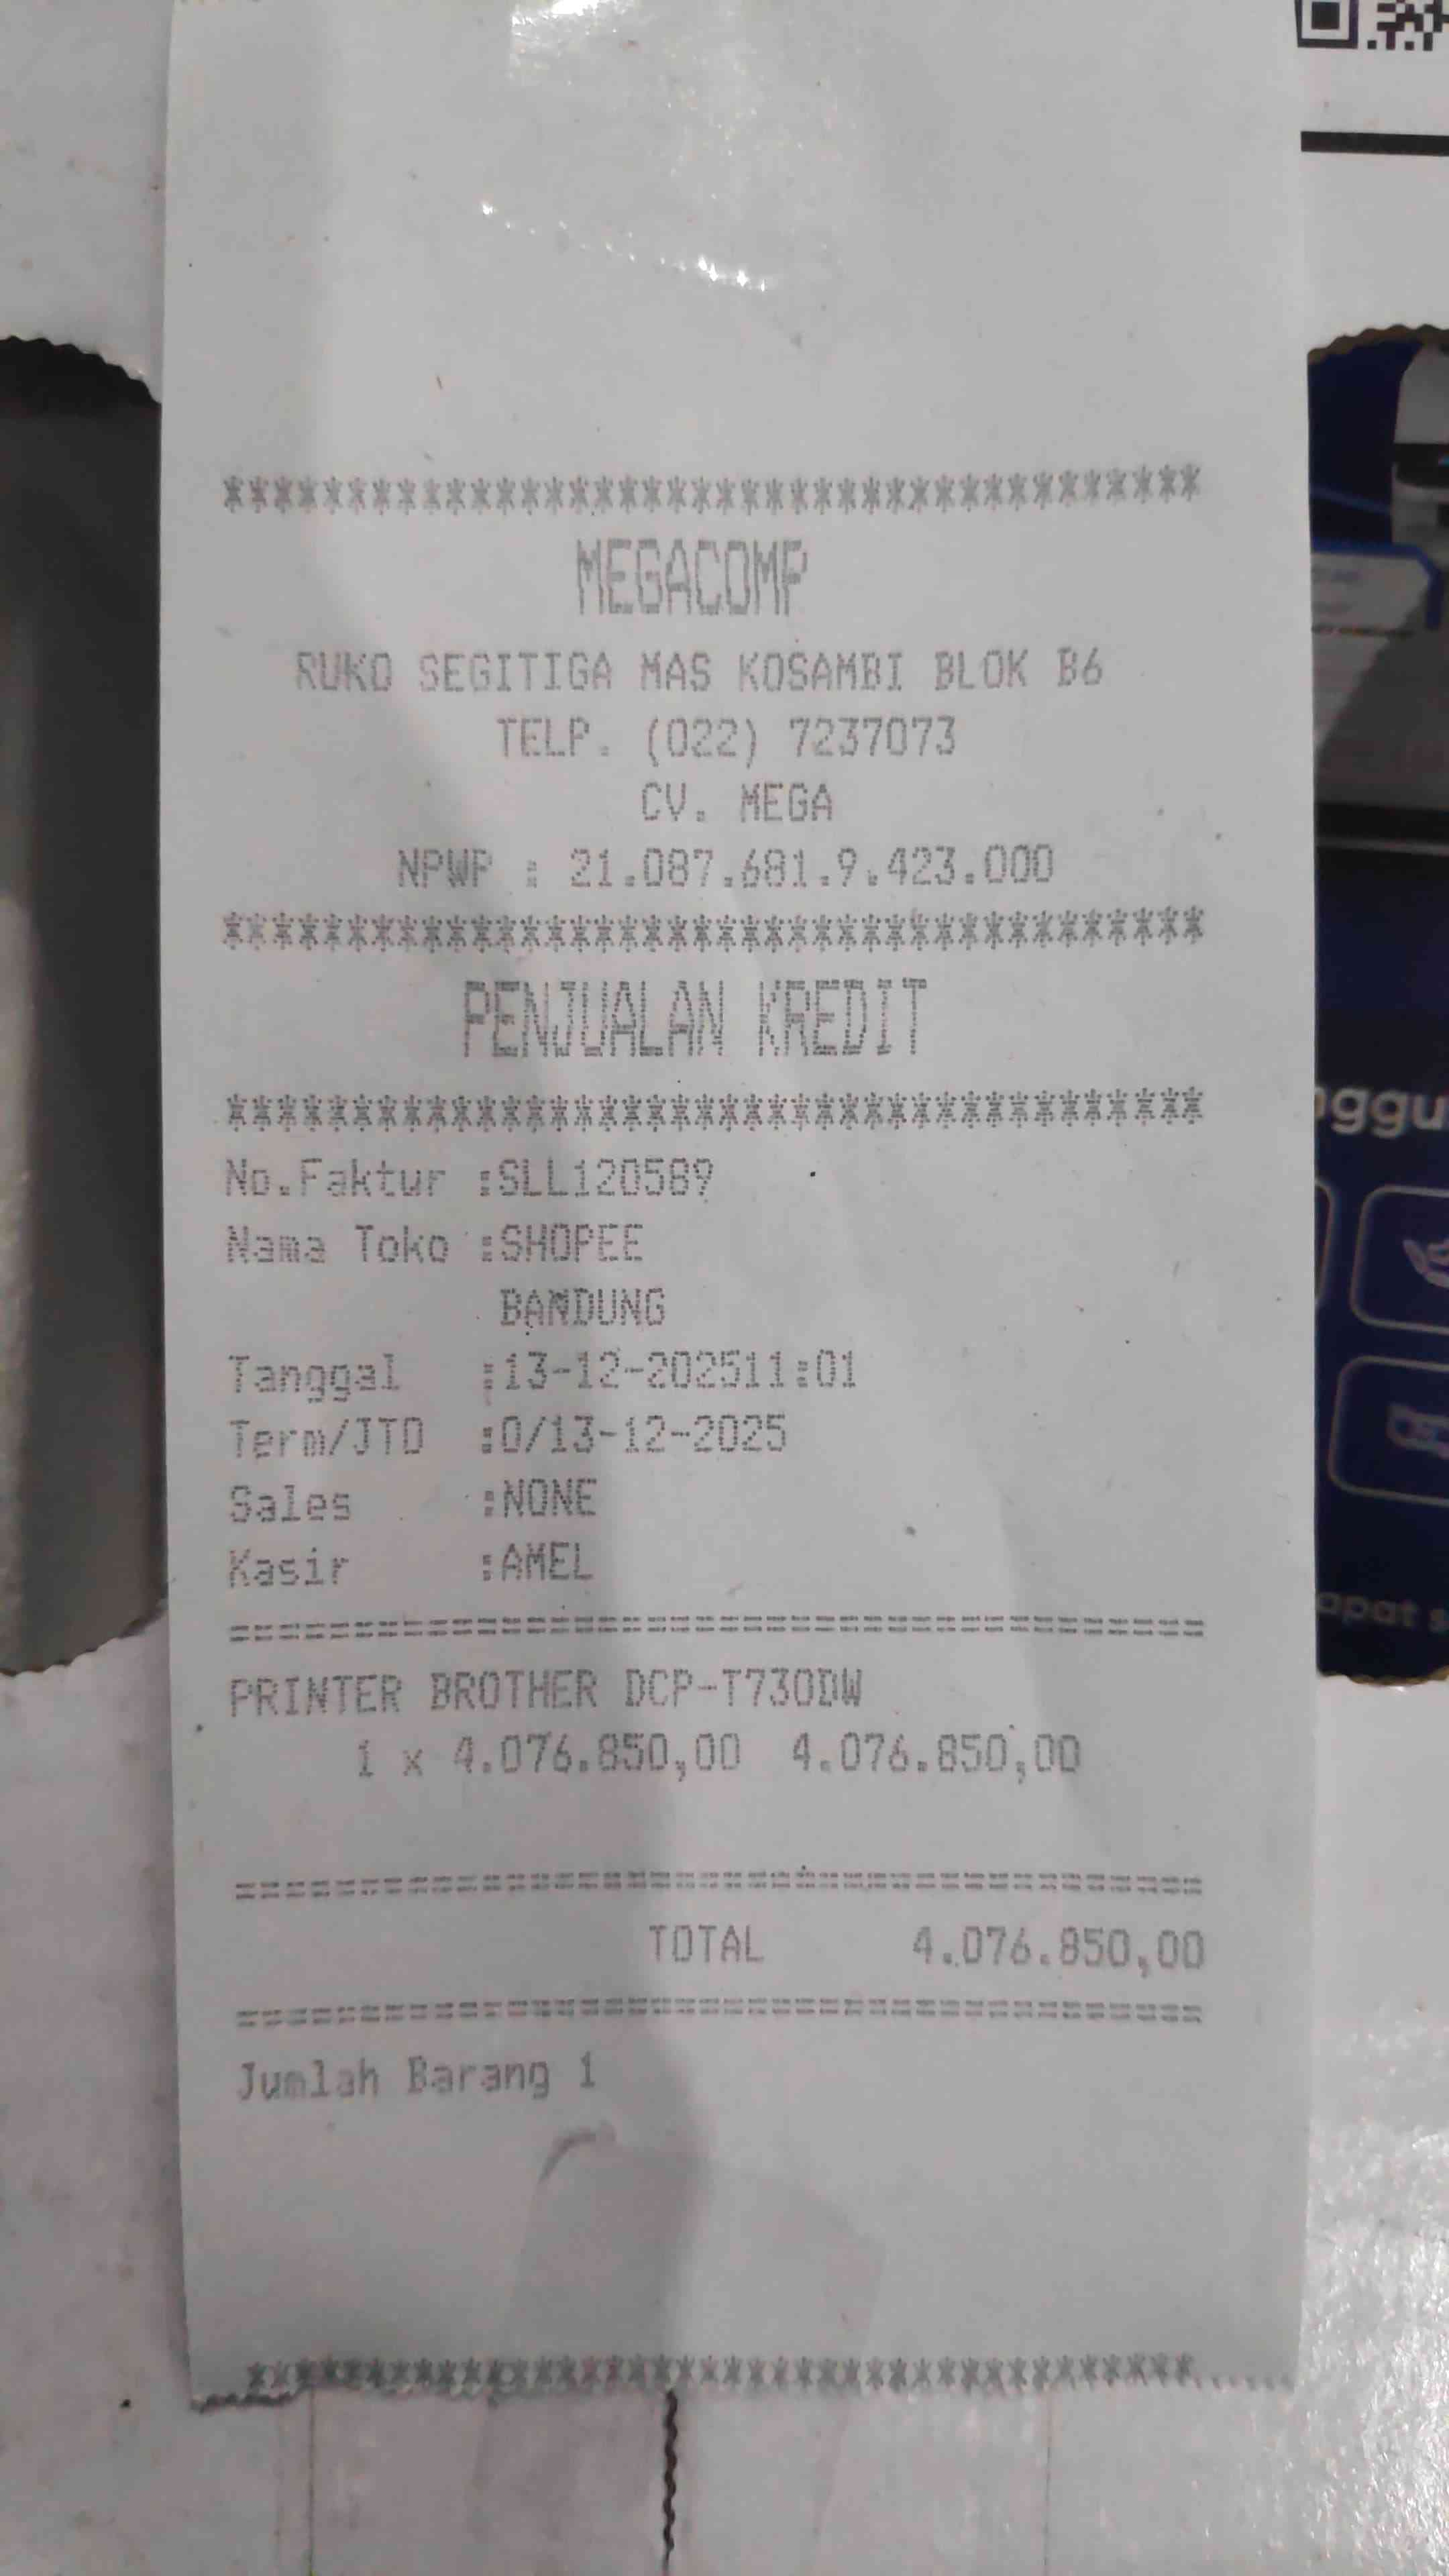 ****************************************
MEGACOMP
RUKO SEGITIGA MAS KOSAMBI BLOK B6
TELP. (022) 7237073
CV. MEGA
NPWP : 21.087.681.9.423.000
****************************************
PENJUALAN KREDIT
****************************************
No.Faktur :SLL120589
Nama Toko :SHOPEE
BANDUNG
Tanggal :13-12-202511:01
Term/JTO :0/13-12-2025
Sales :NONE
Kasir :AMEL
========================================
PRINTER BROTHER DCP-T730DW
1 x 4.076.850,00 4.076.850,00
========================================
TOTAL 4.076.850,00
========================================
Jumlah Barang 1
****************************************
nggu
apat s